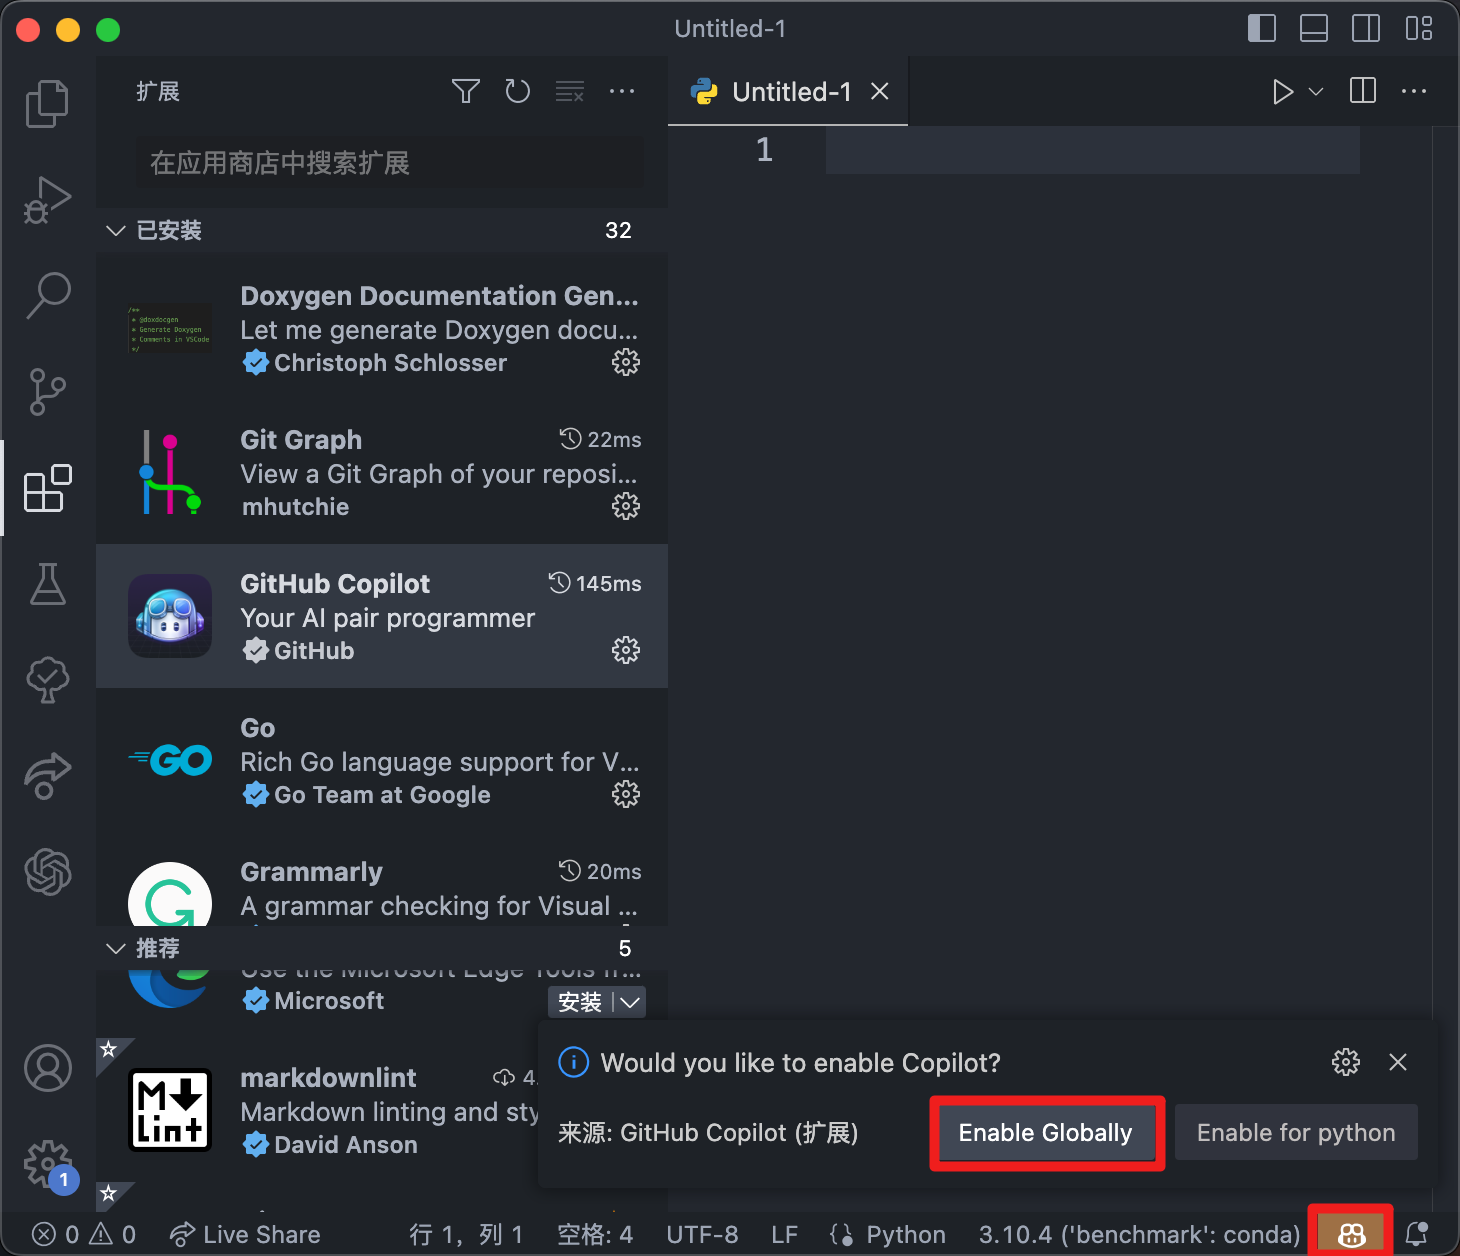 Untitled-1
扩展
Untitled-1
在应用商店中搜索扩展
1
已安装
32
/**
* @doxdocgen
* Generate Doxygen
* Comments in VSCode
*/
Doxygen Documentation Gen...
Let me generate Doxygen docu...
Christoph Schlosser
Git Graph
22ms
View a Git Graph of your reposi...
mhutchie
GitHub Copilot
145ms
Your AI pair programmer
GitHub
GO
Go
Rich Go language support for V...
Go Team at Google
Grammarly
20ms
A grammar checking for Visual ...
推荐
5
Use the Microsoft Edge Tools fr...
Microsoft
安装
M
Lint
markdownlint
4.
Markdown linting and sty
David Anson
Would you like to enable Copilot?
来源: GitHub Copilot (扩展)
Enable Globally
Enable for python
1
0
0
Live Share
行 1，列 1
空格: 4
UTF-8
LF
Python
3.10.4 ('benchmark': conda)